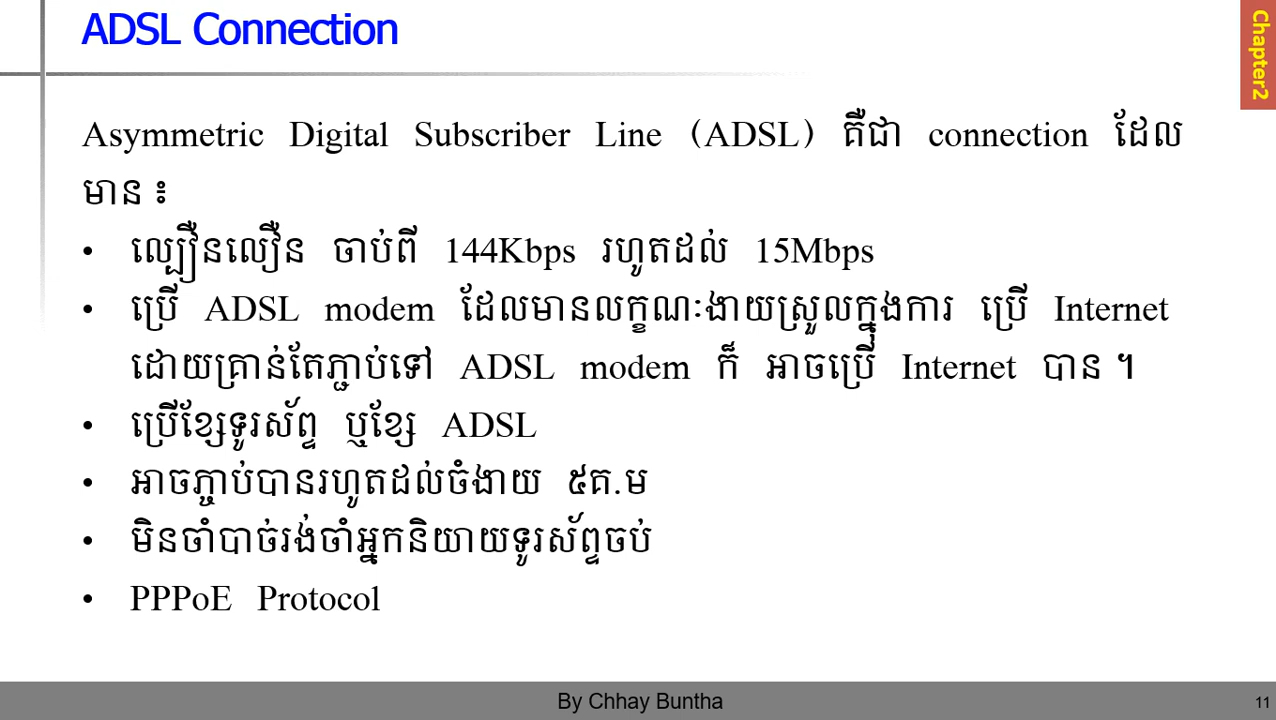 ADSL Connection
Chapter2
Asymmetric Digital Subscriber Line (ADSL) គឺជា connection ដែល
មាន ៖
• ល្បឿនលឿន ចាប់ពី 144Kbps រហូតដល់ 15Mbps
• ប្រើ ADSL modem ដែលមានលក្ខណៈងាយស្រួលក្នុងការ ប្រើ Internet
ដោយគ្រាន់តែភ្ជាប់ទៅ ADSL modem ក៏ អាចប្រើ Internet បាន ។
• ប្រើខ្សែទូរស័ព្ទ ឬខ្សែ ADSL
• អាចភ្ចាប់បានរហូតដល់ចំងាយ ៥គ.ម
• មិនចាំបាច់រង់ចាំអ្នកនិយាយទូរស័ព្ទចប់
• PPPoE Protocol
By Chhay Buntha
11